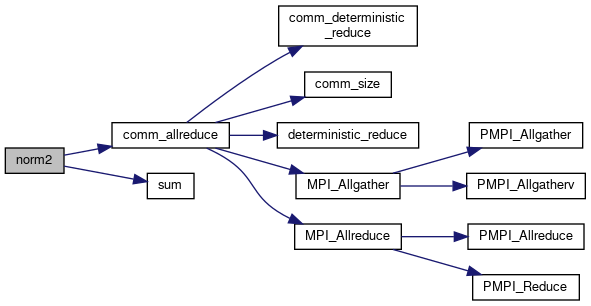 comm_deterministic
_reduce
comm_size
comm_allreduce
deterministic_reduce
PMPI_Allgather
norm2
sum
MPI_Allgather
PMPI_Allgatherv
MPI_Allreduce
PMPI_Allreduce
PMPI_Reduce